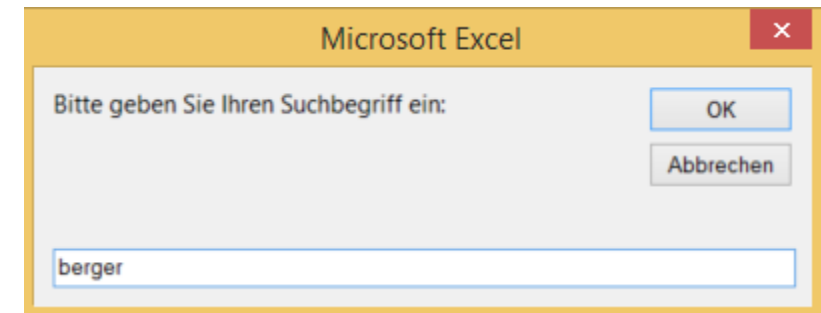 Microsoft Excel
Bitte geben Sie Ihren Suchbegriff ein:
OK
Abbrechen
berger